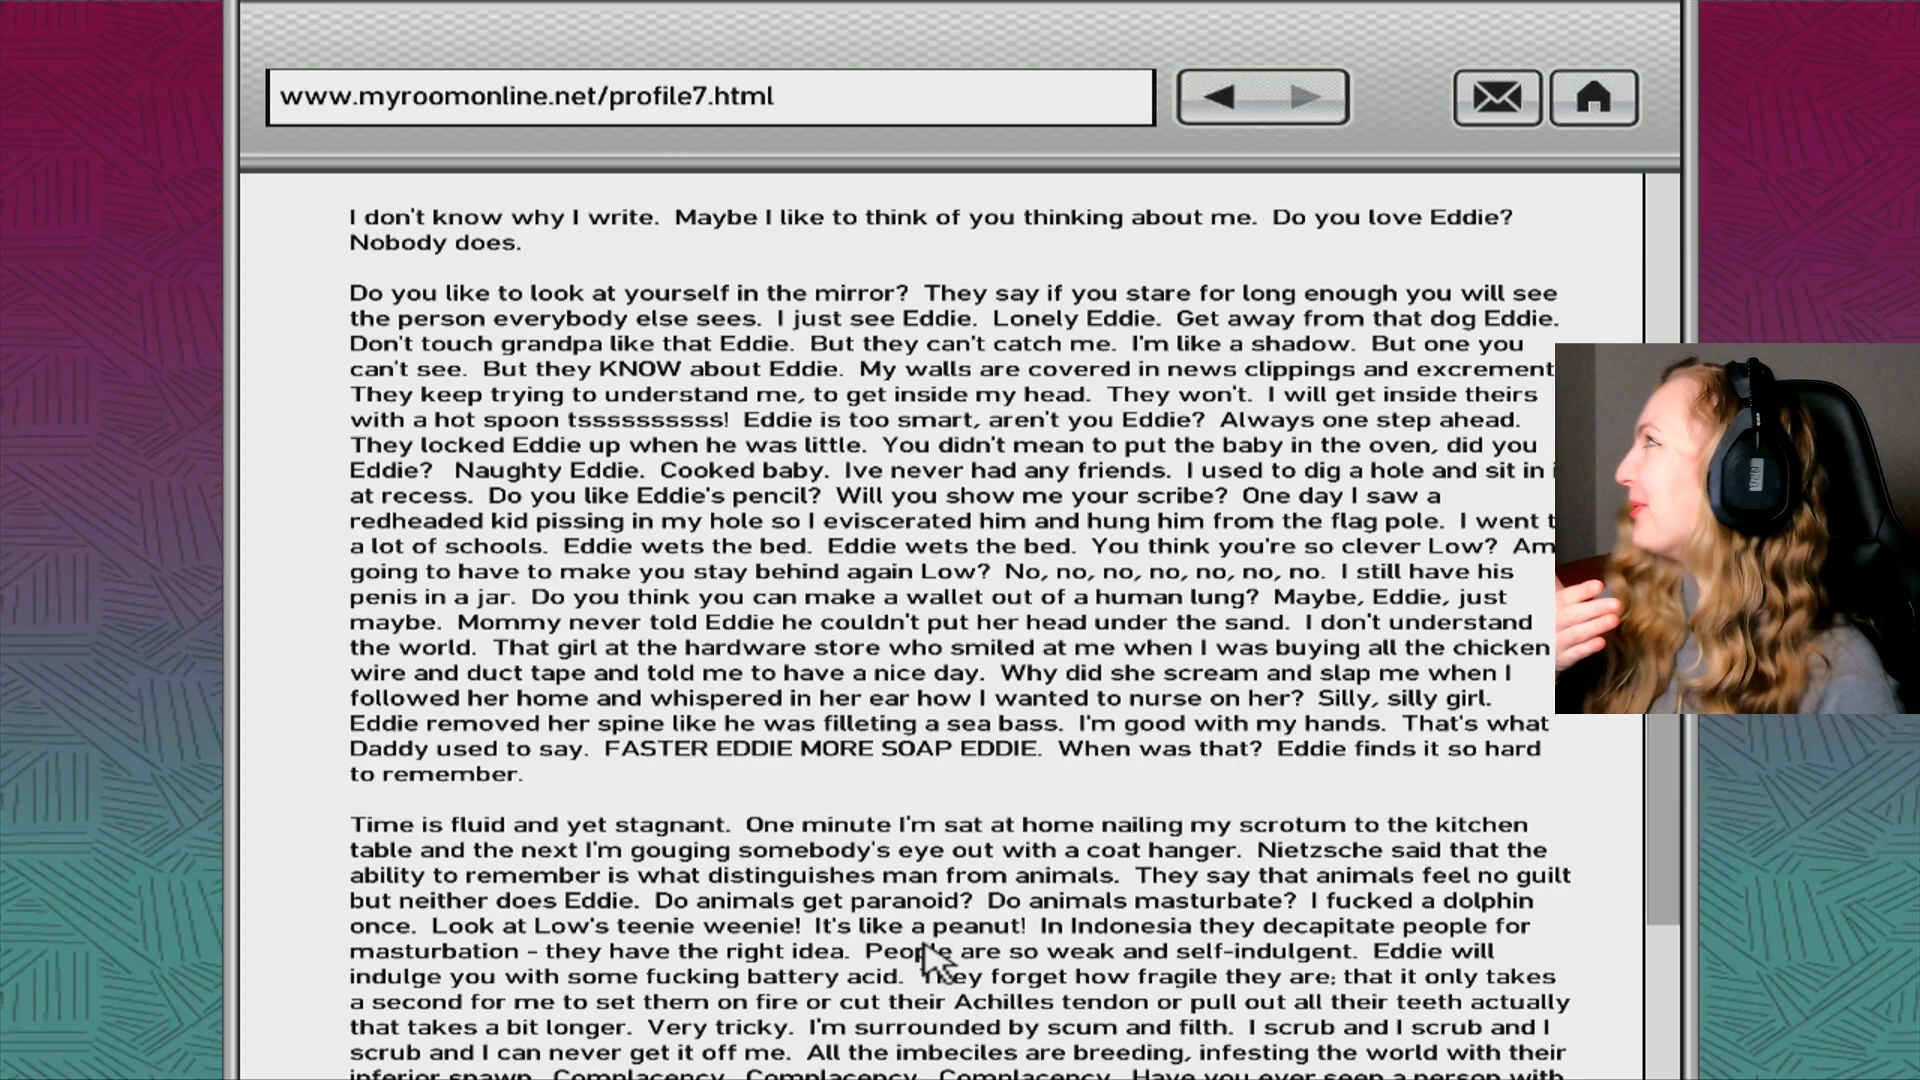 www.myroomonline.net/profile7.html
I don't know why I write. Maybe I like to think of you thinking about me. Do you love Eddie?
Nobody does.
Do you like to look at yourself in the mirror? They say if you stare for long enough you will see
the person everybody else sees. I just see Eddie. Lonely Eddie. Get away from that dog Eddie.
Don't touch grandpa like that Eddie. But they can't catch me. I'm like a shadow. But one you
can't see. But they KNOW about Eddie. My walls are covered in news clippings and excrement
They keep trying to understand me, to get inside my head. They won't. I will get inside theirs
with a hot spoon tssssssssss! Eddie is too smart, aren't you Eddie? Always one step ahead.
They locked Eddie up when he was little. You didn't mean to put the baby in the oven, did you
Eddie? Naughty Eddie. Cooked baby. Ive never had any friends. I used to dig a hole and sit in
at recess. Do you like Eddie's pencil? Will you show me your scribe? One day I saw a
redheaded kid pissing in my hole so I eviscerated him and hung him from the flag pole. I went
a lot of schools. Eddie wets the bed. Eddie wets the bed. You think you're so clever Low? Am
going to have to make you stay behind again Low? No, no, no, no, no, no, no. I still have his
penis in a jar. Do you think you can make a wallet out of a human lung? Maybe, Eddie, just
maybe. Mommy never told Eddie he couldn't put her head under the sand. I don't understand
the world. That girl at the hardware store who smiled at me when I was buying all the chicken
wire and duct tape and told me to have a nice day. Why did she scream and slap me when I
followed her home and whispered in her ear how I wanted to nurse on her? Silly, silly girl.
Eddie removed her spine like he was filleting a sea bass. I'm good with my hands. That's what
Daddy used to say. FASTER EDDIE MORE SOAP EDDIE. When was that? Eddie finds it so hard
to remember.
Time is fluid and yet stagnant. One minute I'm sat at home nailing my scrotum to the kitchen
table and the next I'm gouging somebody's eye out with a coat hanger. Nietzsche said that the
ability to remember is what distinguishes man from animals. They say that animals feel no guilt
but neither does Eddie. Do animals get paranoid? Do animals masturbate? I fucked a dolphin
once. Look at Low's teenie weenie! It's like a peanut! In Indonesia they decapitate people for
masturbation - they have the right idea. People are so weak and self-indulgent. Eddie will
indulge you with some fucking battery acid. They forget how fragile they are; that it only takes
a second for me to set them on fire or cut their Achilles tendon or pull out all their teeth actually
that takes a bit longer. Very tricky. I'm surrounded by scum and filth. I scrub and I scrub and I
scrub and I can never get it off me. All the imbeciles are breeding, infesting the world with their
inferior spawn. Complacency. Complacency. Complacency. Have you ever seen a person with